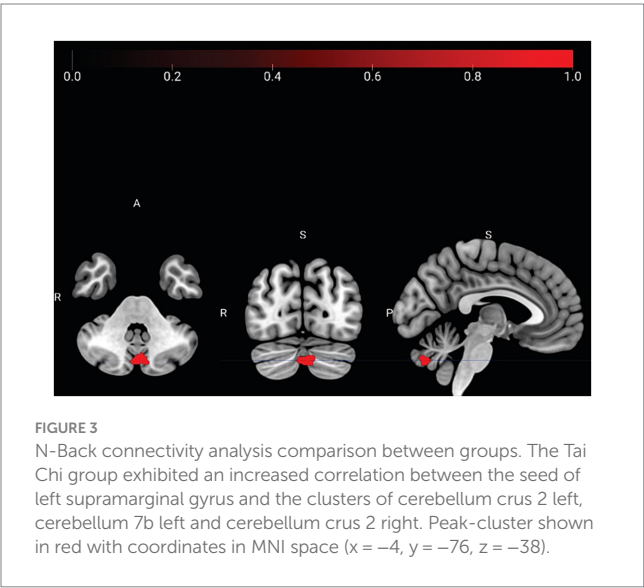 0.0 0.2 0.4 0.6 0.8 1.0
A
S S
R
R P
FIGURE 3
N-Back connectivity analysis comparison between groups. The Tai
Chi group exhibited an increased correlation between the seed of
left supramarginal gyrus and the clusters of cerebellum crus 2 left,
cerebellum 7b left and cerebellum crus 2 right. Peak-cluster shown
in red with coordinates in MNI space (x = −4, y = −76, z = −38).